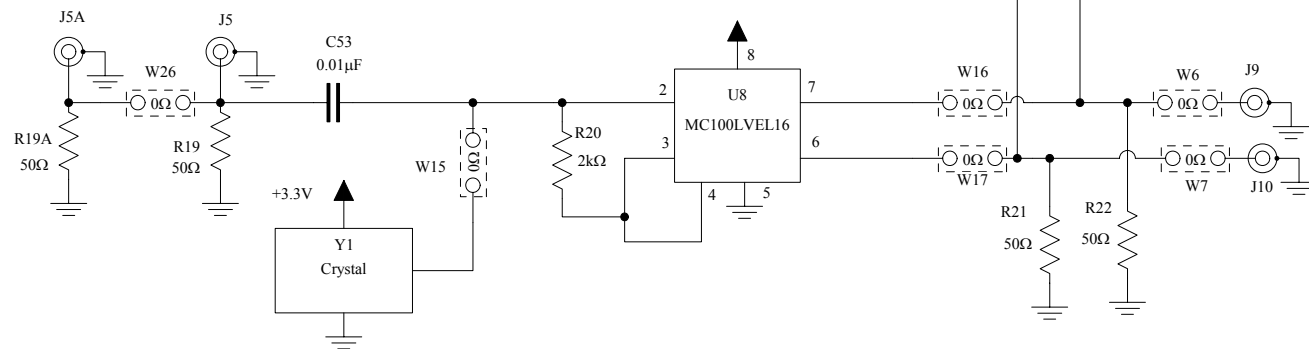 J5A
J5
C53
0.01µF
W26
0Ω
R19A
50Ω
R19
50Ω
W15
0Ω
R20
2kΩ
+3.3V
Y1
Crystal
2
3
4
5
6
7
8
U8
MC100LVEL16
W16
0Ω
W17
0Ω
W6
0Ω
J9
W7
0Ω
J10
R21
50Ω
R22
50Ω